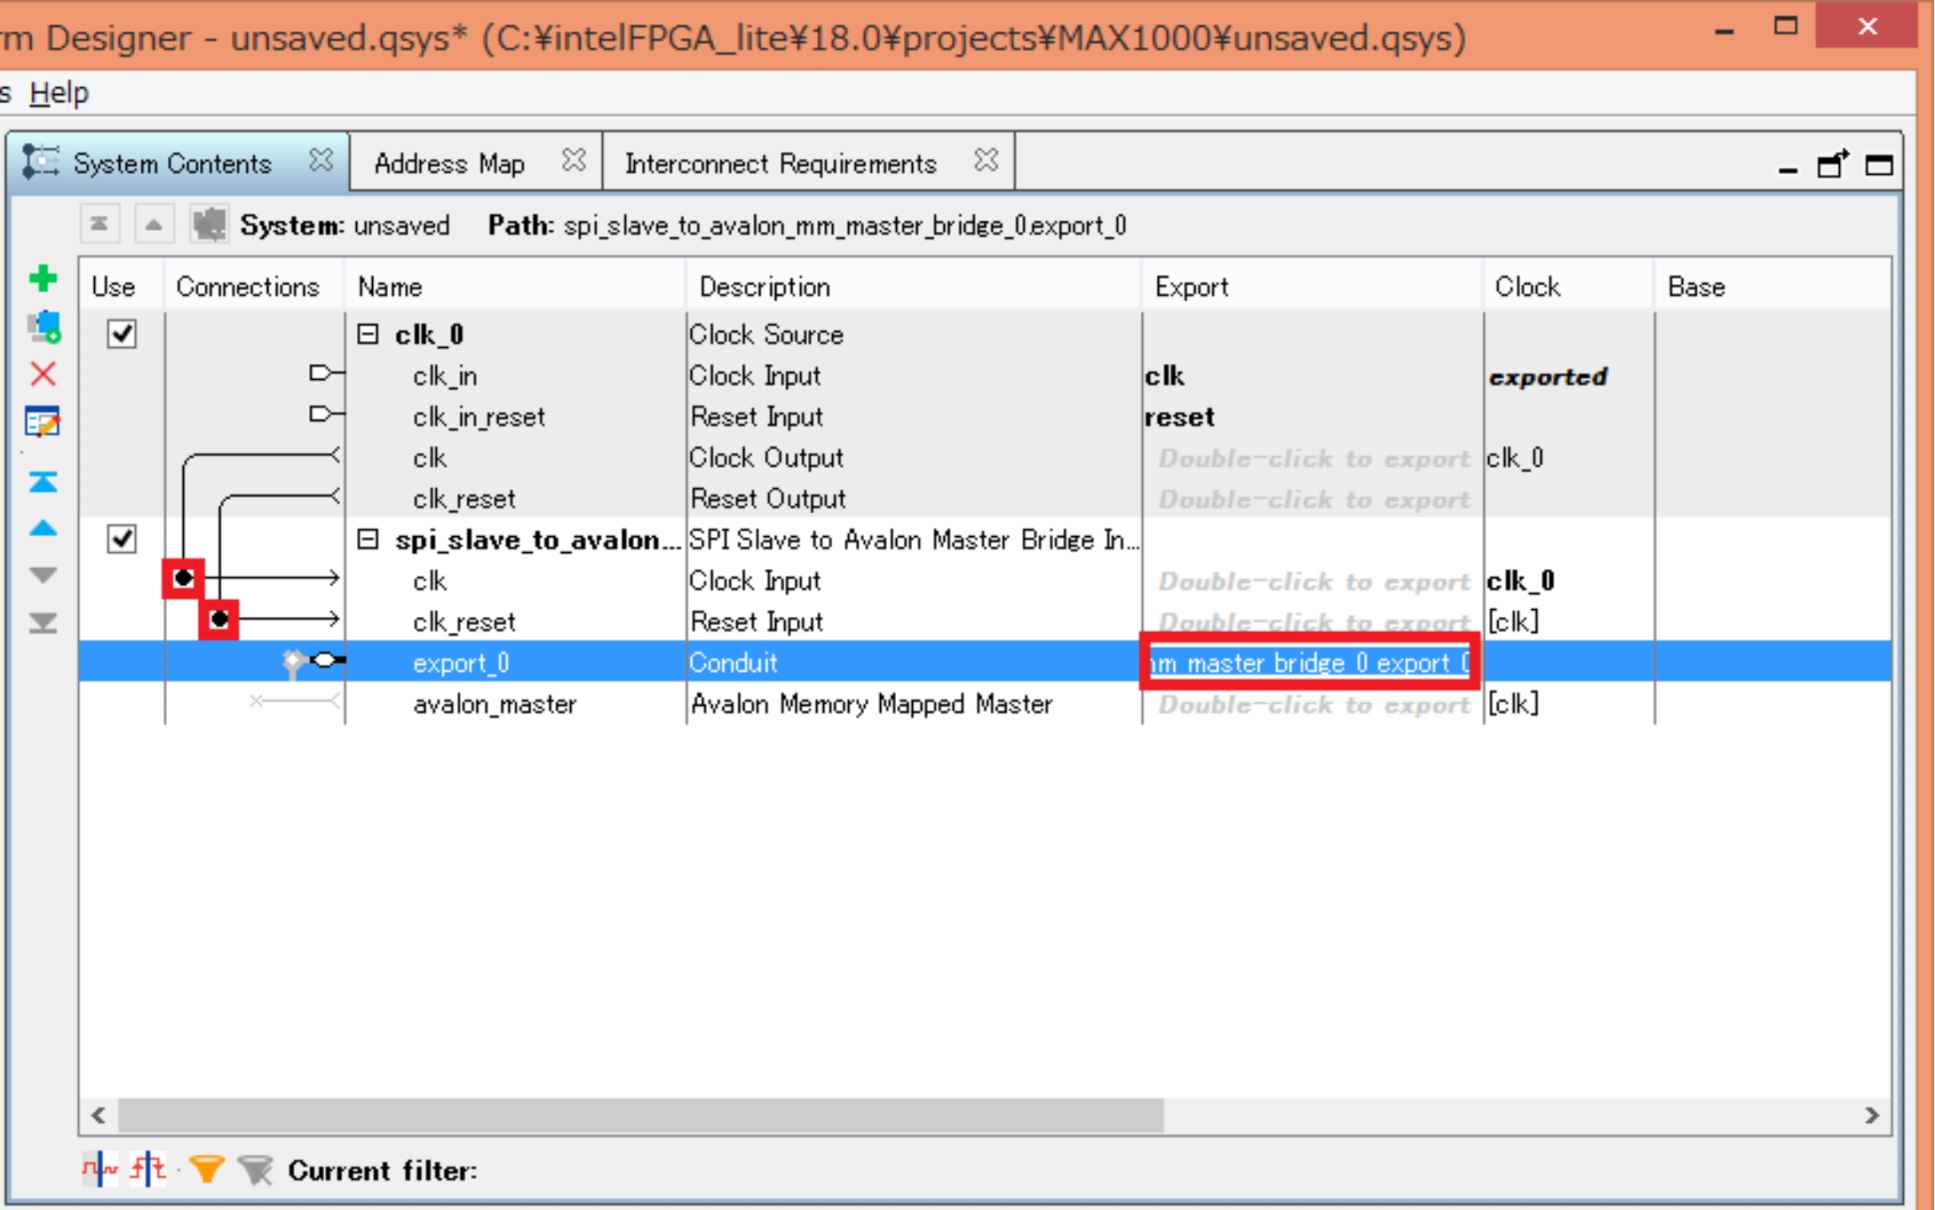 rm Designer - unsaved.qsys* (C:¥intelFPGA_lite¥18.0¥projects¥MAX1000¥unsaved.qsys)
s Help
System Contents Address Map Interconnect Requirements
System: unsaved Path: spi_slave_to_avalon_mm_master_bridge_0.export_0
Use Connections Name Description Export Clock Base
clk_0 Clock Source
clk_in Clock Input clk exported
clk_in_reset Reset Input reset
clk Clock Output Double-click to export clk_0
clk_reset Reset Output Double-click to export
spi_slave_to_avalon... SPI Slave to Avalon Master Bridge In...
clk Clock Input Double-click to export clk_0
clk_reset Reset Input Double-click to export [clk]
export_0 Conduit mm_master_bridge_0_export_0
avalon_master Avalon Memory Mapped Master Double-click to export [clk]
Current filter: